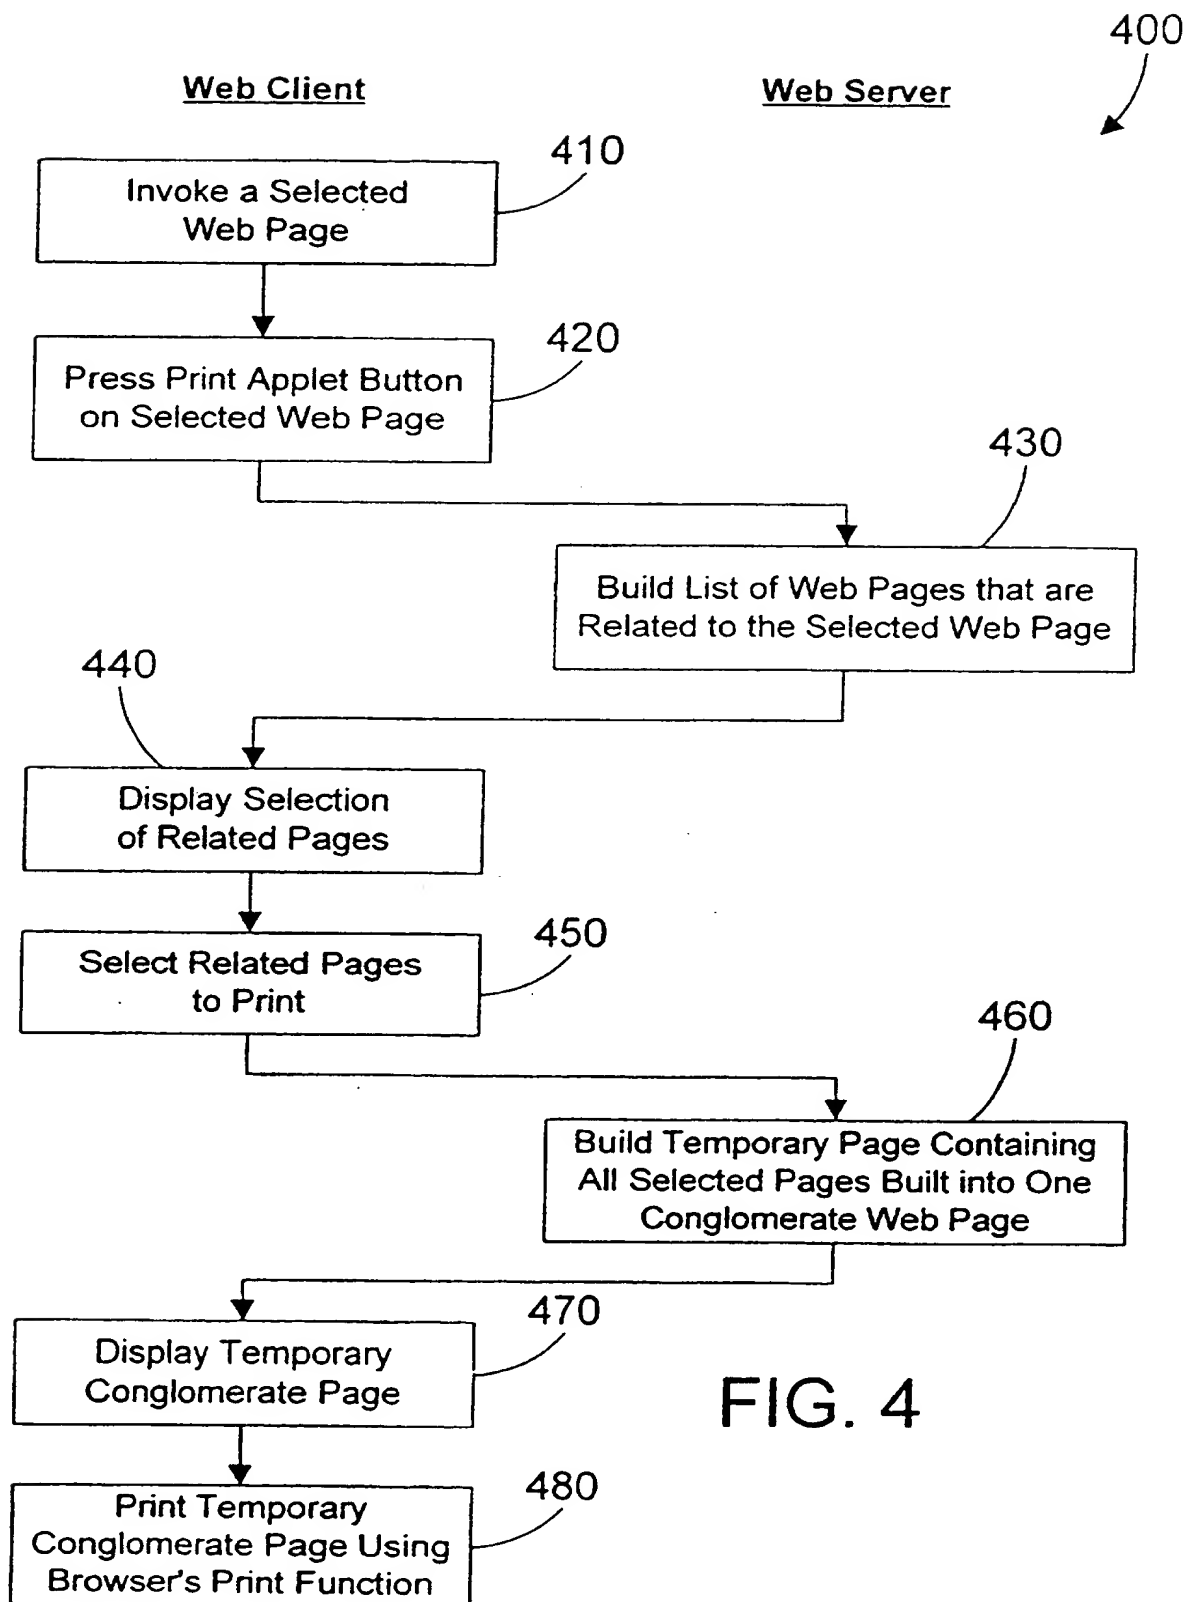 400
Web Client
Web Server
410
Invoke a Selected
Web Page
420
Press Print Applet Button
on Selected Web Page
430
Build List of Web Pages that are
Related to the Selected Web Page
440
Display Selection
of Related Pages
450
Select Related Pages
to Print
460
Build Temporary Page Containing
All Selected Pages Built into One
Conglomerate Web Page
470
Display Temporary
Conglomerate Page
FIG. 4
480
Print Temporary
Conglomerate Page Using
Browser's Print Function